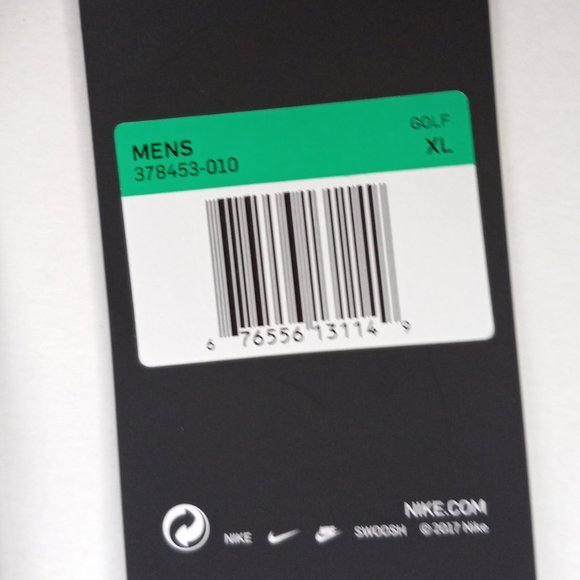 MENS GOLF
378453-010 XL
6 76556 13114 9
NIKE.COM
NIKE SWOOSH © 2017 Nike